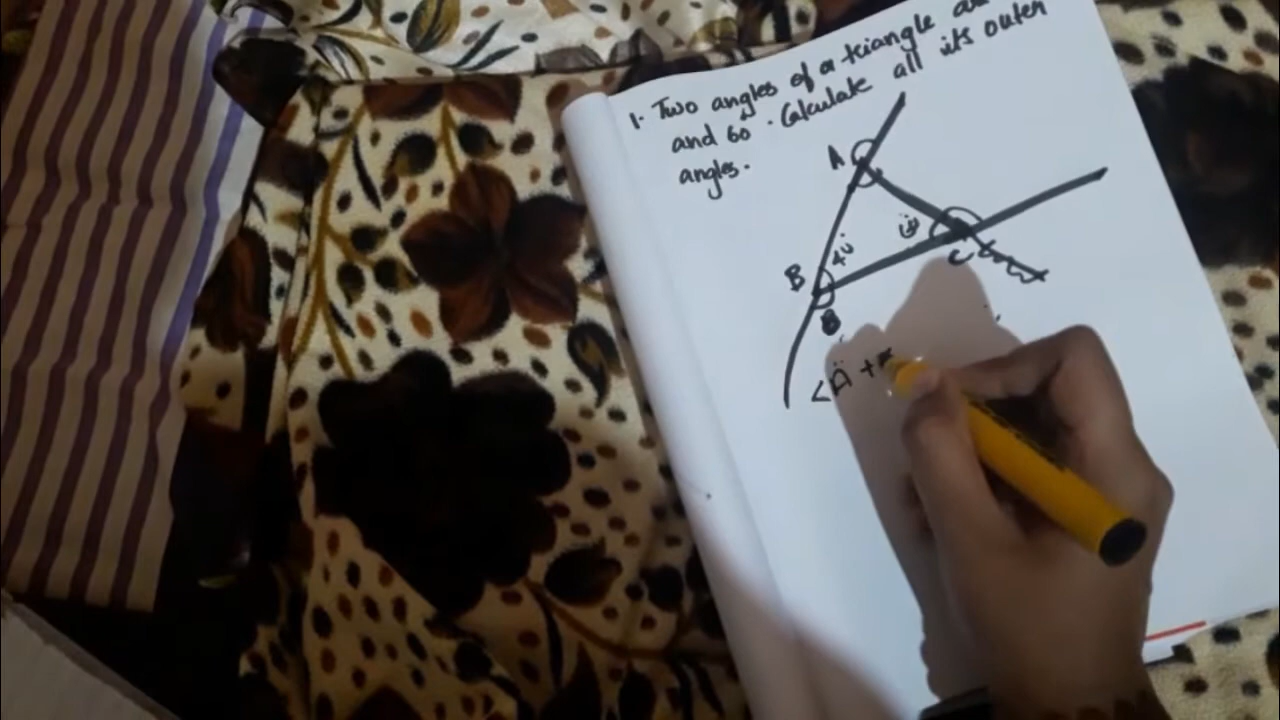 1. Two angles of a triangle
and 60 . Calculate all its outer
angles.
A
40
60
B
C
B
<A +